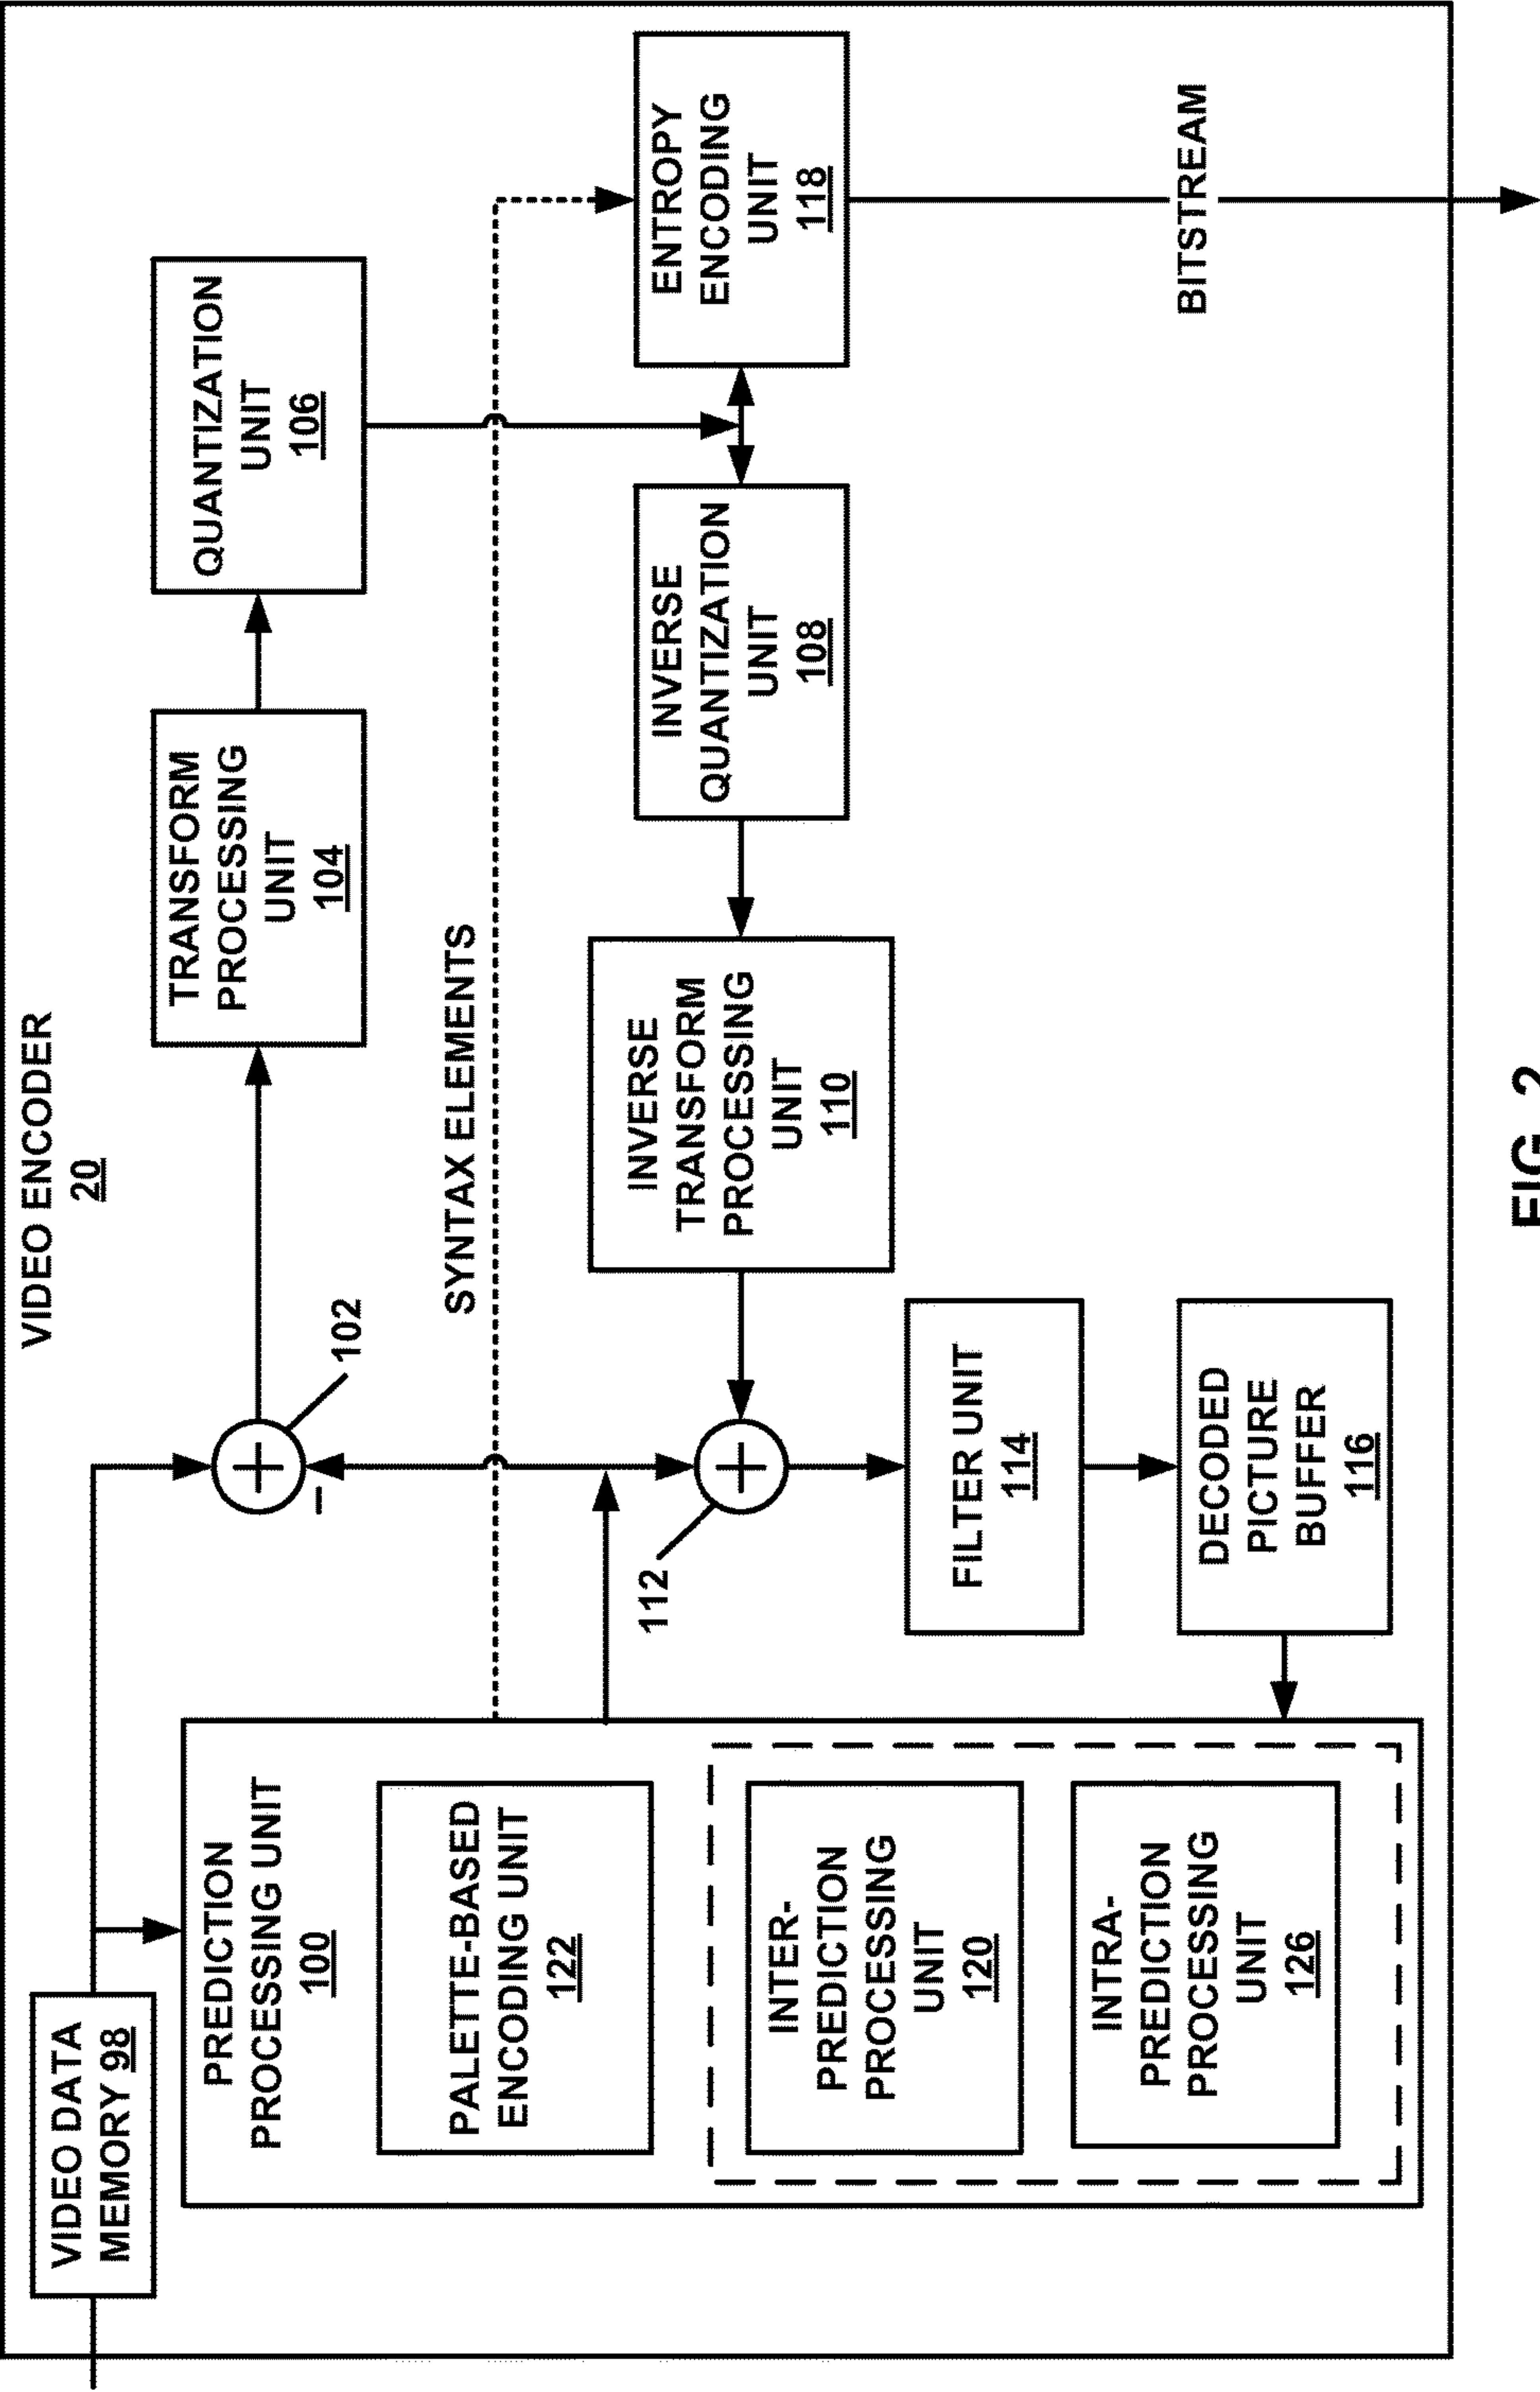 VIDEO ENCODER
20
VIDEO DATA
MEMORY 98
PREDICTION
PROCESSING UNIT
100
PALETTE-BASED
ENCODING UNIT
122
INTER-
PREDICTION
PROCESSING
UNIT
120
INTRA-
PREDICTION
PROCESSING
UNIT
126
102
TRANSFORM
PROCESSING
UNIT
104
QUANTIZATION
UNIT
106
SYNTAX ELEMENTS
112
INVERSE
TRANSFORM
PROCESSING
UNIT
110
INVERSE
QUANTIZATION
UNIT
108
ENTROPY
ENCODING
UNIT
118
FILTER UNIT
114
DECODED
PICTURE
BUFFER
116
BITSTREAM
FIG. 2